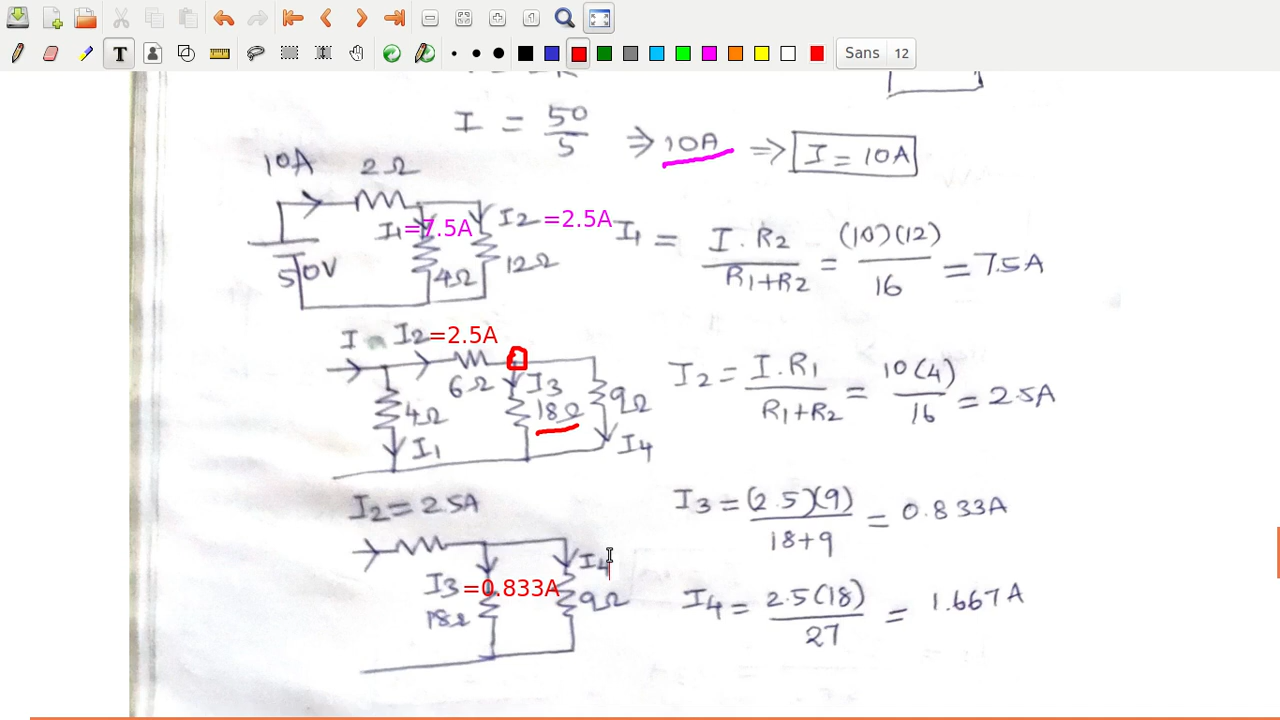 Sans 12
I = 50/5 ⇒ 10A ⇒ I = 10A
10A 2Ω
I1=7.5A I2 =2.5A
50V 4Ω 12Ω
I1 = I.R2/R1+R2 = (10)(12)/16 = 7.5A
I I2=2.5A
6Ω I3
4Ω 18Ω 9Ω
I1 I4
I2 = I.R1/R1+R2 = 10(4)/16 = 2.5A
I2 = 2.5A
I3 = (2.5)(9)/18+9 = 0.833A
I4
I3=0.833A
18Ω 9Ω
I4 = 2.5(18)/27 = 1.667A